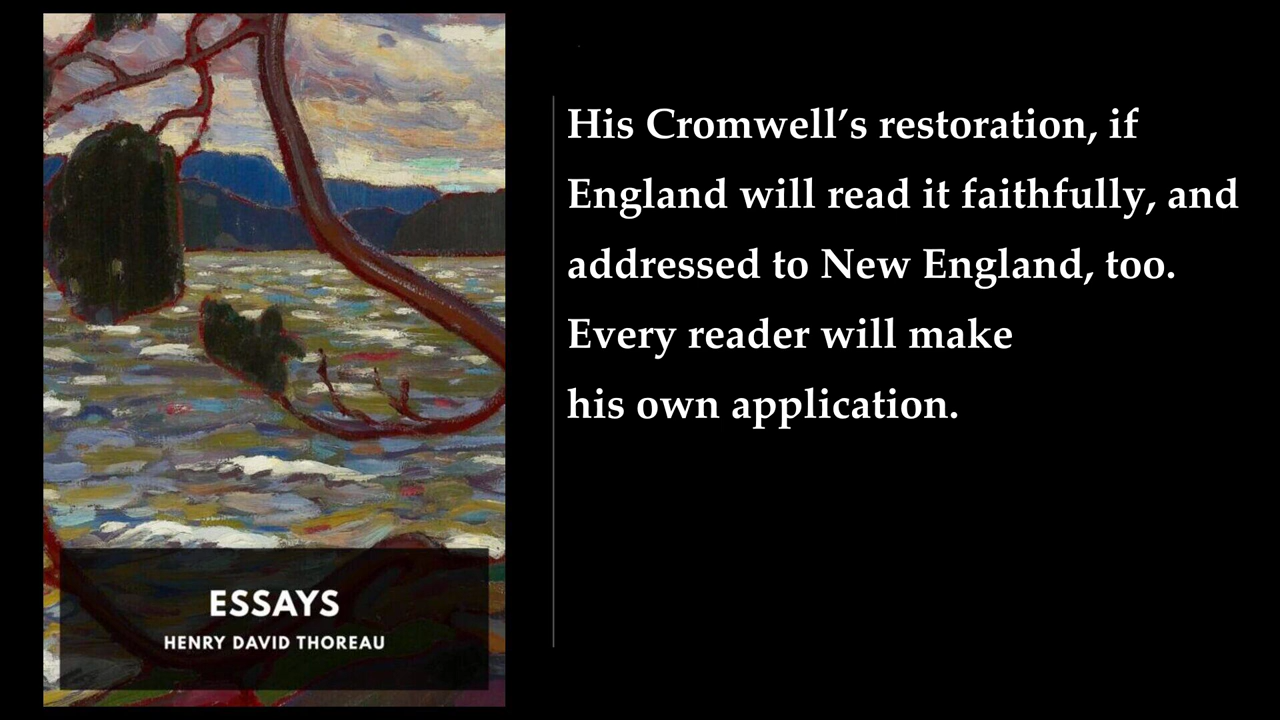 His Cromwell’s restoration, if
England will read it faithfully, and
addressed to New England, too.
Every reader will make
his own application.
ESSAYS
HENRY DAVID THOREAU